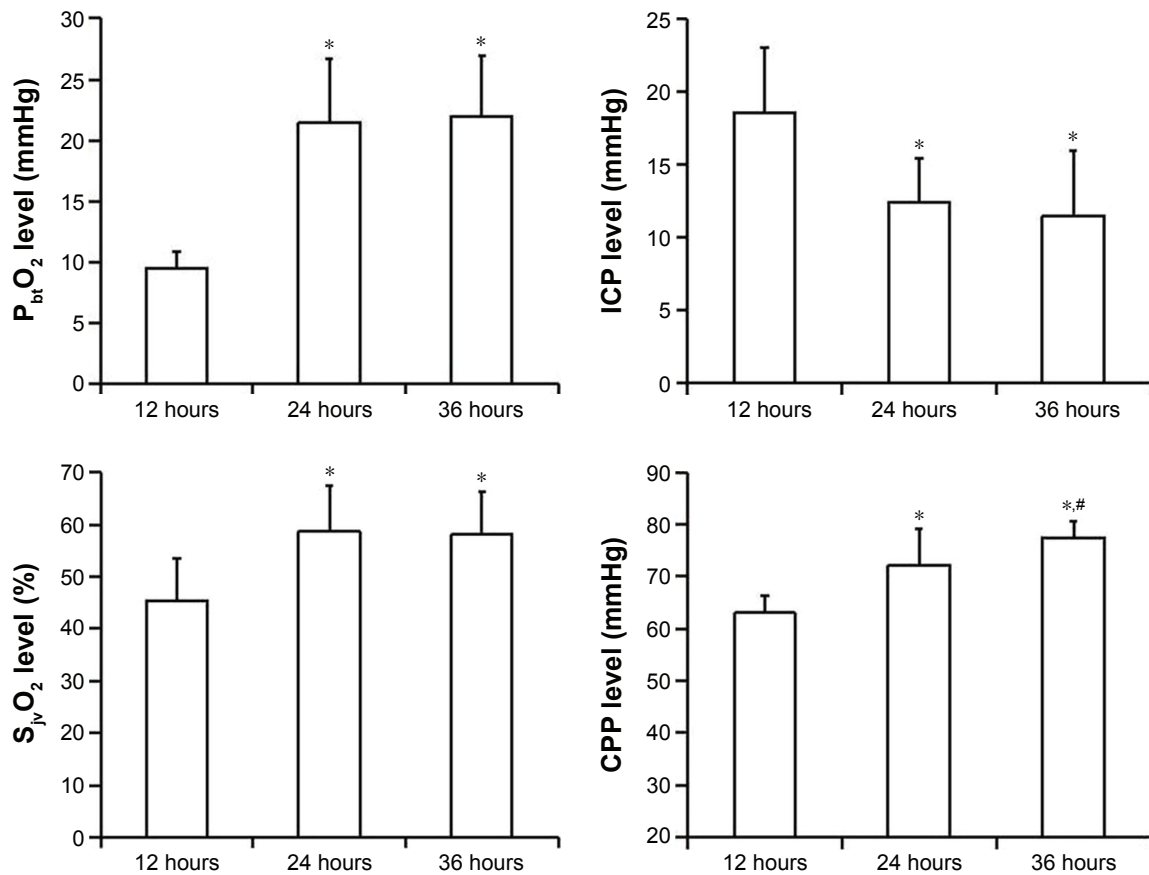 30
25
20
15
10
5
0
PbtO2 level (mmHg)
*
*
12 hours
24 hours
36 hours
25
20
15
10
5
0
ICP level (mmHg)
*
*
12 hours
24 hours
36 hours
70
60
50
40
30
20
10
0
SjvO2 level (%)
*
*
12 hours
24 hours
36 hours
90
80
70
60
50
40
30
20
CPP level (mmHg)
*
*,#
12 hours
24 hours
36 hours